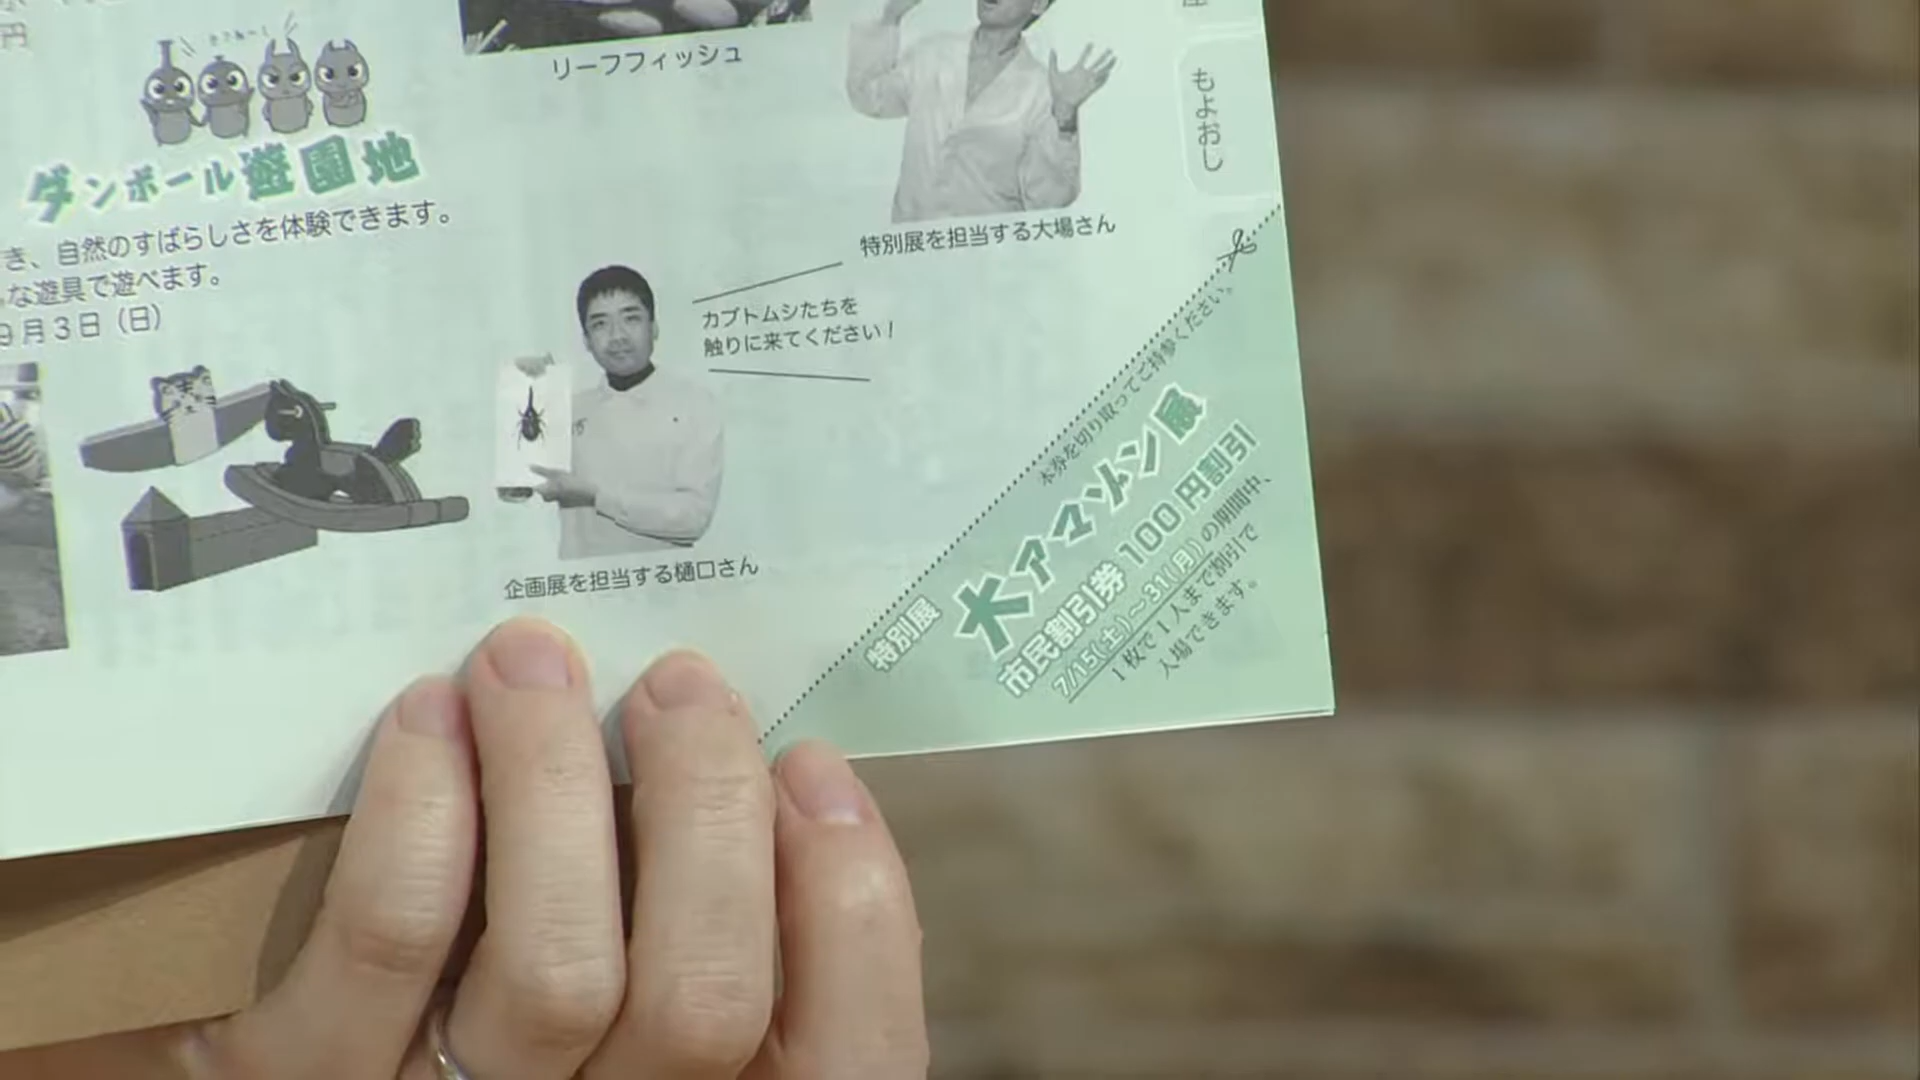 円
リーフフィッシュ
もよおし
ダンボール遊園地
き、自然のすばらしさを体験できます。
な遊具で遊べます。
9月3日（日）
特別展を担当する大場さん
カブトムシたちを
触りに来てください！
企画展を担当する樋口さん
本券を切り取ってご持参ください。
特別展
大アマゾン展
市民割引券 100円割引
7/15(土)～31(月)の期間中、
1枚で1人まで割引で
入場できます。